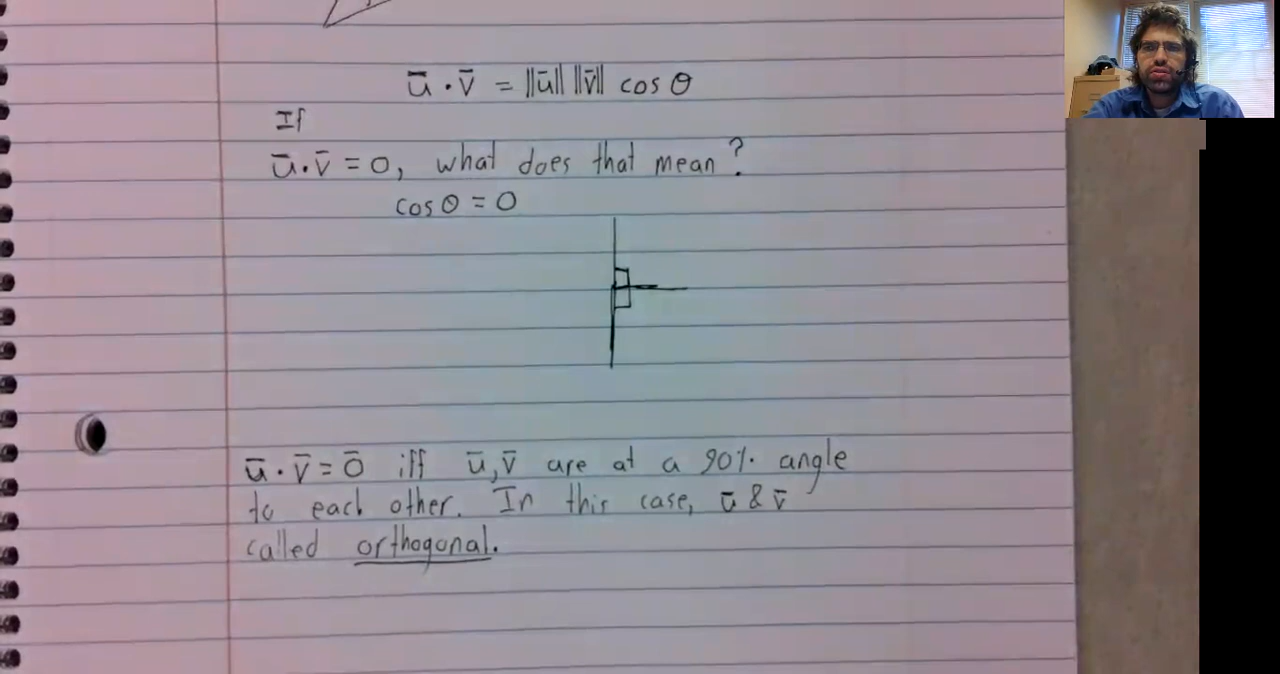 ū · v̄ = ||ū|| ||v̄|| cos θ
If
ū · v̄ = 0, what does that mean?
cos θ = 0
ū · v̄ = 0̄ iff ū, v̄ are at a 90% angle
to each other. In this case, ū & v̄
called orthogonal.